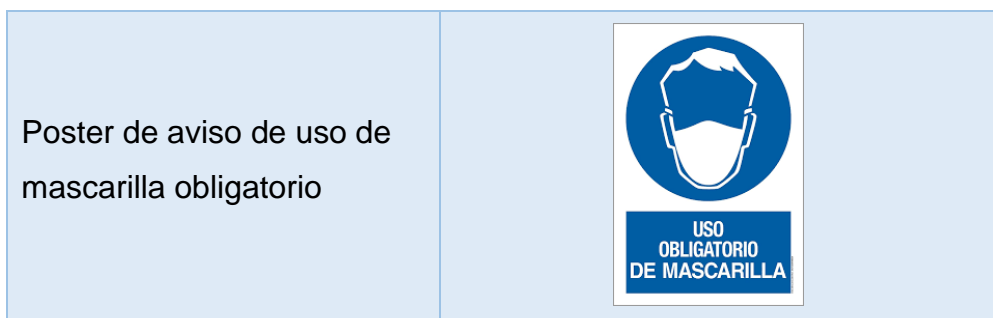 Poster de aviso de uso de
mascarilla obligatorio
USO
OBLIGATORIO
DE MASCARILLA